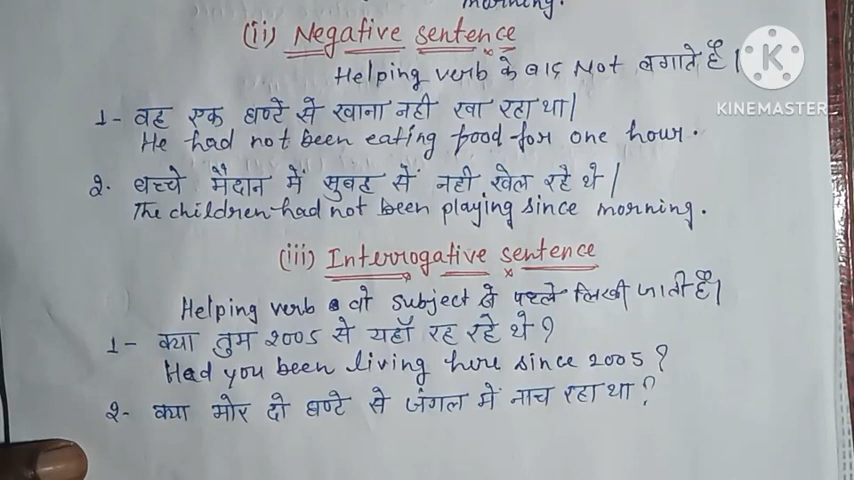 morning.
(ii) Negative sentence
Helping verb के बाद Not लगाते है।
1- वह एक घण्टे से खाना नही खा रहा था।
He had not been eating food for one hour.
2. बच्चे मैदान में सुबह से नही खेल रहे थे।
The children had not been playing since morning.
(iii) Interrogative sentence
Helping verb को subject से पहले लिखी जाती है।
1- क्या तुम 2005 से यहाँ रह रहे थे?
Had you been living here since 2005?
2- क्या मोर दो घण्टे से जंगल में नाच रहा था?
KINEMASTER